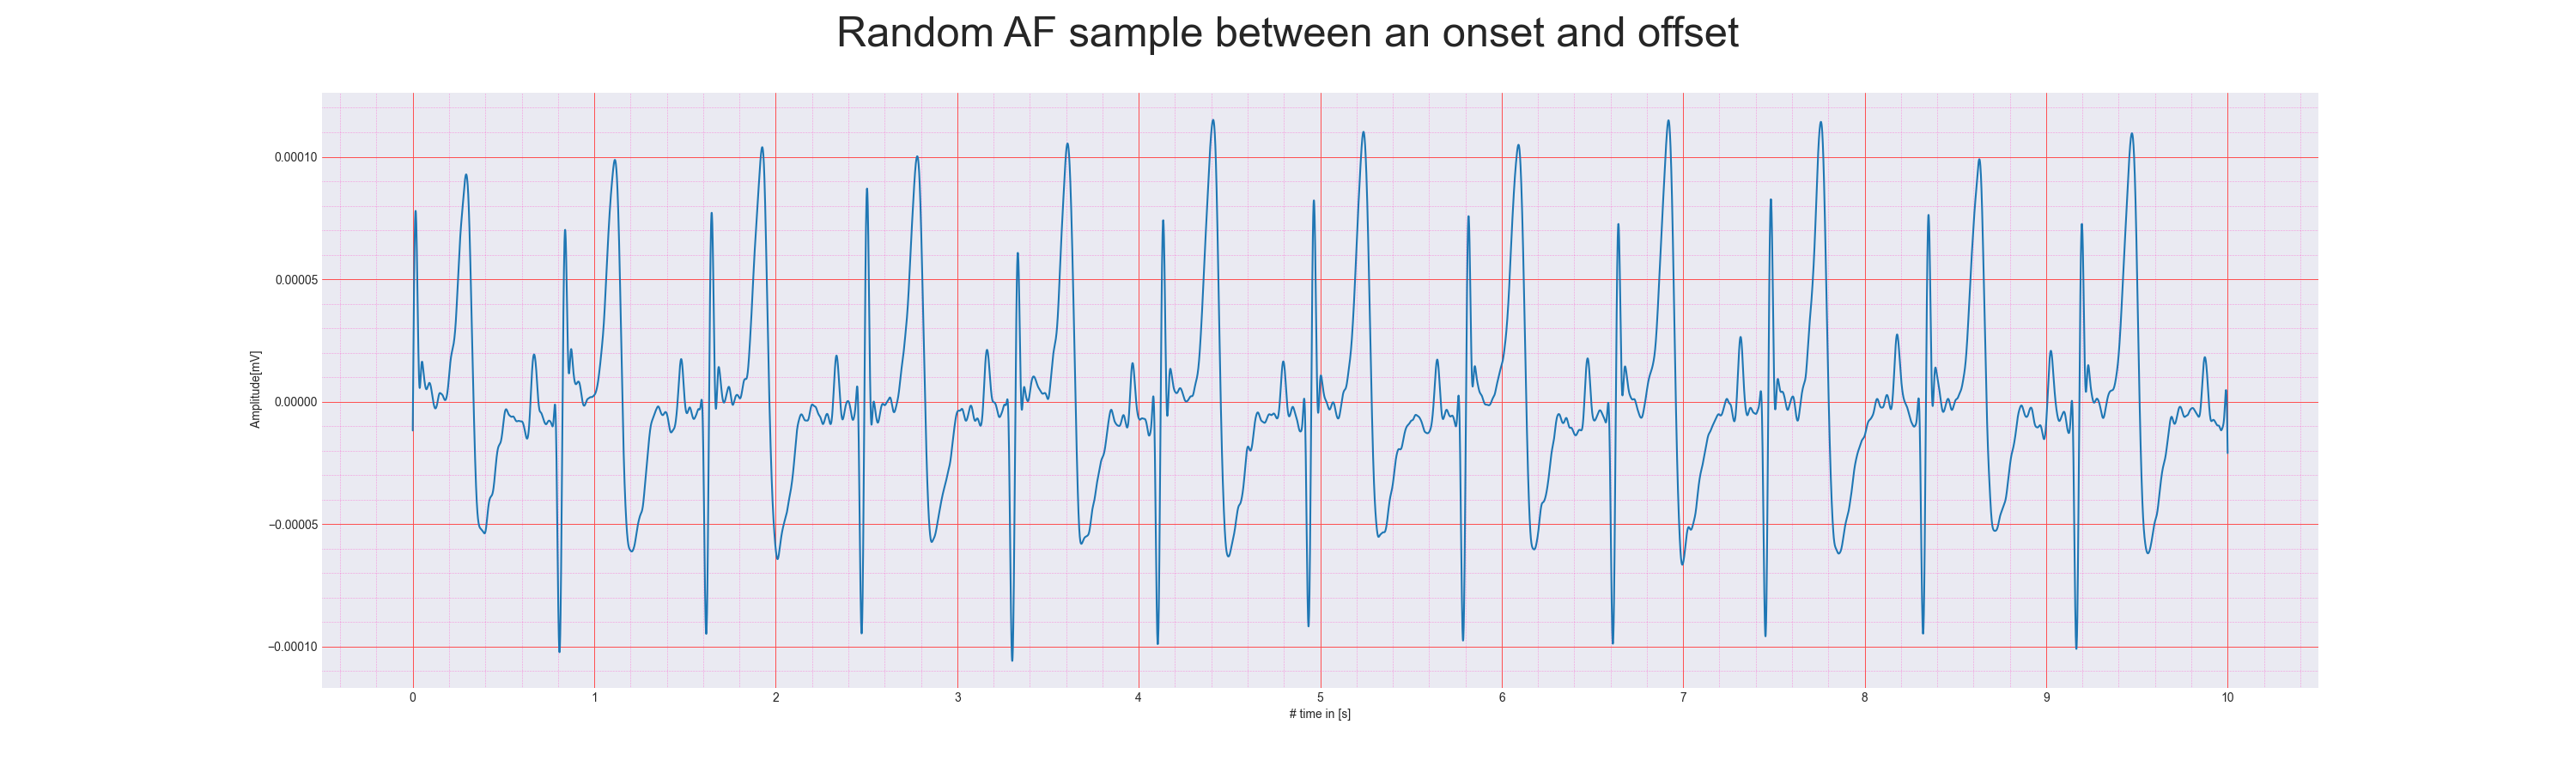 Random AF sample between an onset and offset
0.00010
0.00005
0.00000
−0.00005
−0.00010
Amplitude[mV]
0 1 2 3 4 5 6 7 8 9 10
# time in [s]